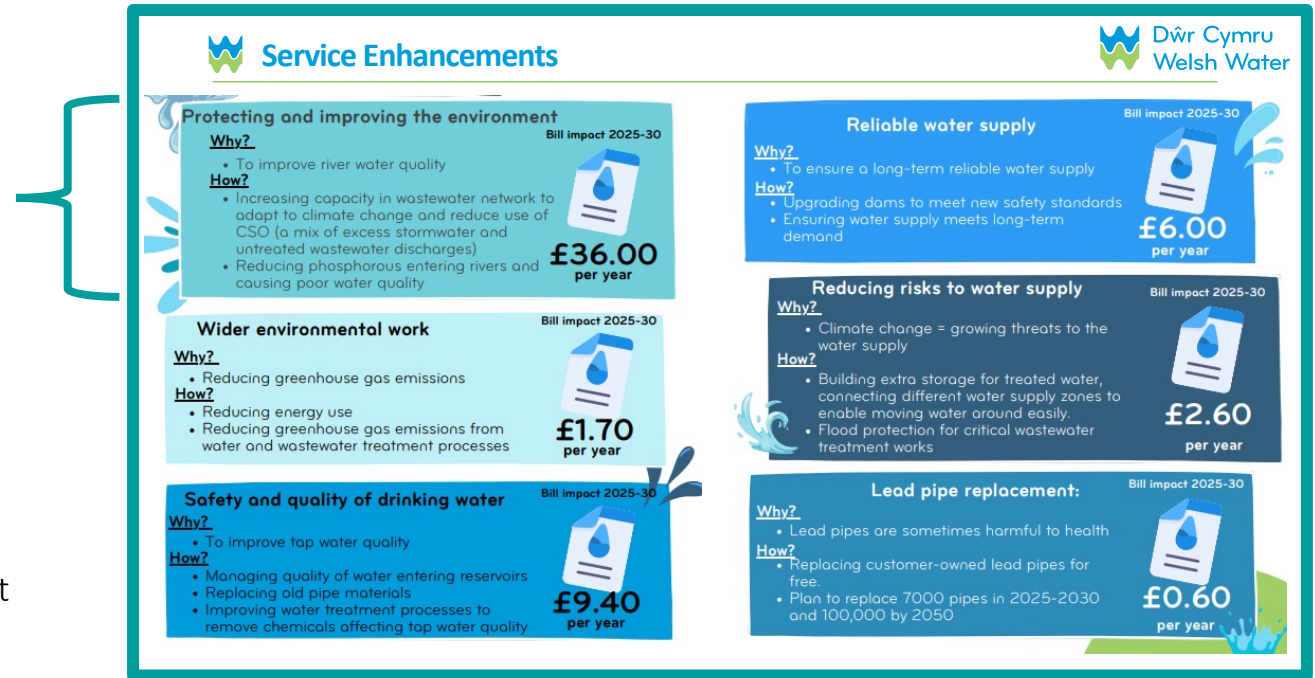 Service Enhancements
Dŵr Cymru
Welsh Water
Protecting and improving the environment
Bill impact 2025-30
Why?
• To improve river water quality
How?
• Increasing capacity in wastewater network to
adapt to climate change and reduce use of
CSO (a mix of excess stormwater and
untreated wastewater discharges)
• Reducing phosphorous entering rivers and
causing poor water quality
£36.00
per year
Wider environmental work
Bill impact 2025-30
Why?
• Reducing greenhouse gas emissions
How?
• Reducing energy use
• Reducing greenhouse gas emissions from
water and wastewater treatment processes
£1.70
per year
Safety and quality of drinking water
Bill impact 2025-30
Why?
• To improve tap water quality
How?
• Managing quality of water entering reservoirs
• Replacing old pipe materials
• Improving water treatment processes to
remove chemicals affecting tap water quality
£9.40
per year
Reliable water supply
Bill impact 2025-30
Why?
• To ensure a long-term reliable water supply
How?
• Upgrading dams to meet new safety standards
• Ensuring water supply meets long-term
demand
£6.00
per year
Reducing risks to water supply
Bill impact 2025-30
Why?
• Climate change = growing threats to the
water supply
How?
• Building extra storage for treated water,
connecting different water supply zones to
enable moving water around easily.
• Flood protection for critical wastewater
treatment works
£2.60
per year
Lead pipe replacement:
Bill impact 2025-30
Why?
• Lead pipes are sometimes harmful to health
How?
• Replacing customer-owned lead pipes for
free.
• Plan to replace 7000 pipes in 2025-2030
and 100,000 by 2050
£0.60
per year